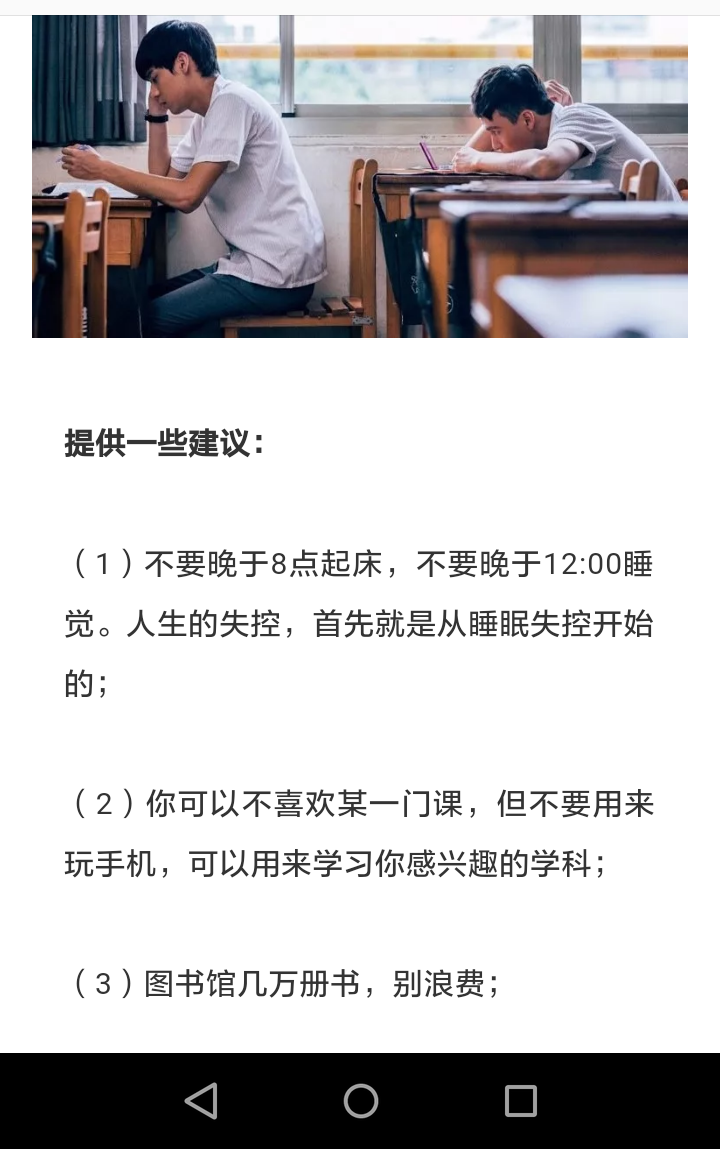 提供一些建议：
（1）不要晚于8点起床，不要晚于12:00睡
觉。人生的失控，首先就是从睡眠失控开始
的；
（2）你可以不喜欢某一门课，但不要用来
玩手机，可以用来学习你感兴趣的学科；
（3）图书馆几万册书，别浪费；